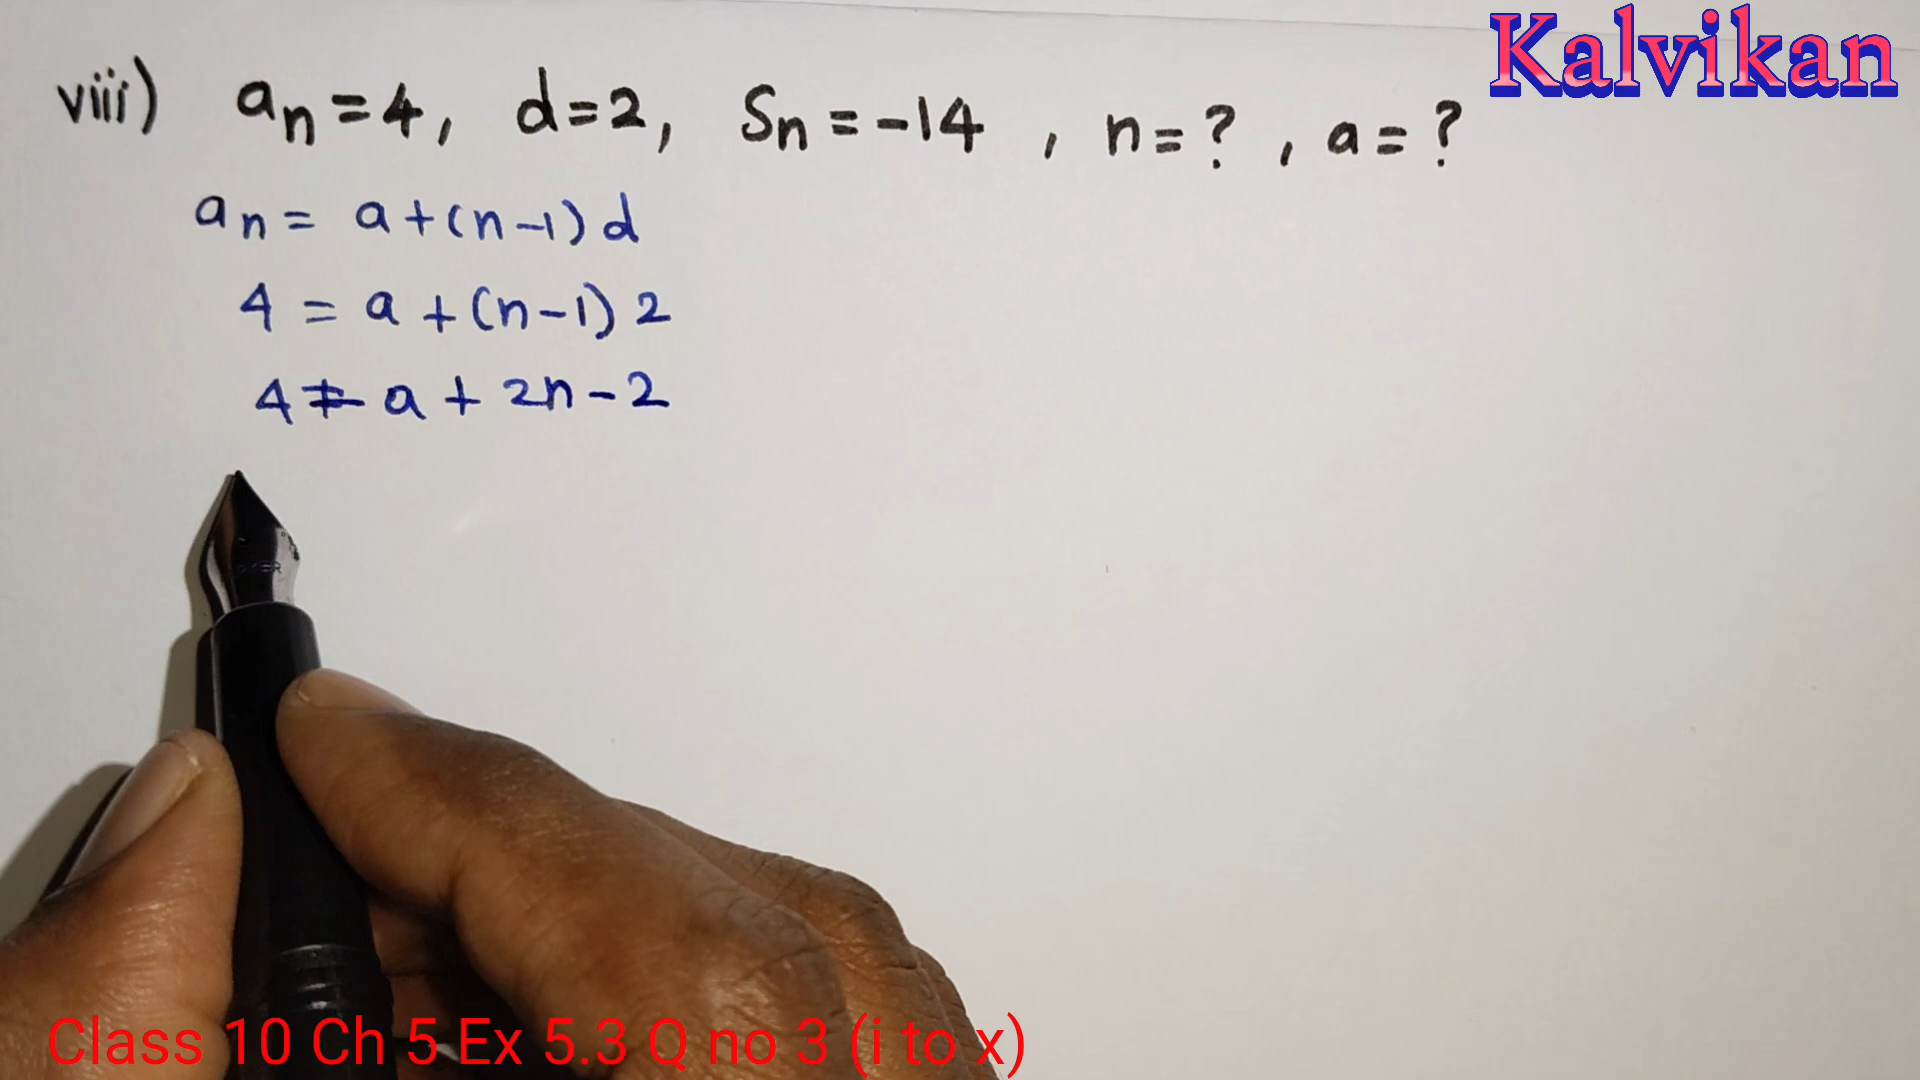 Kalvikan
viii) an = 4, d = 2, Sn = -14, n = ?, a = ?
an = a + (n-1) d
4 = a + (n-1) 2
4 ≠ a + 2n - 2
Class 10 Ch 5 Ex 5.3 Q no 3 (i to x)